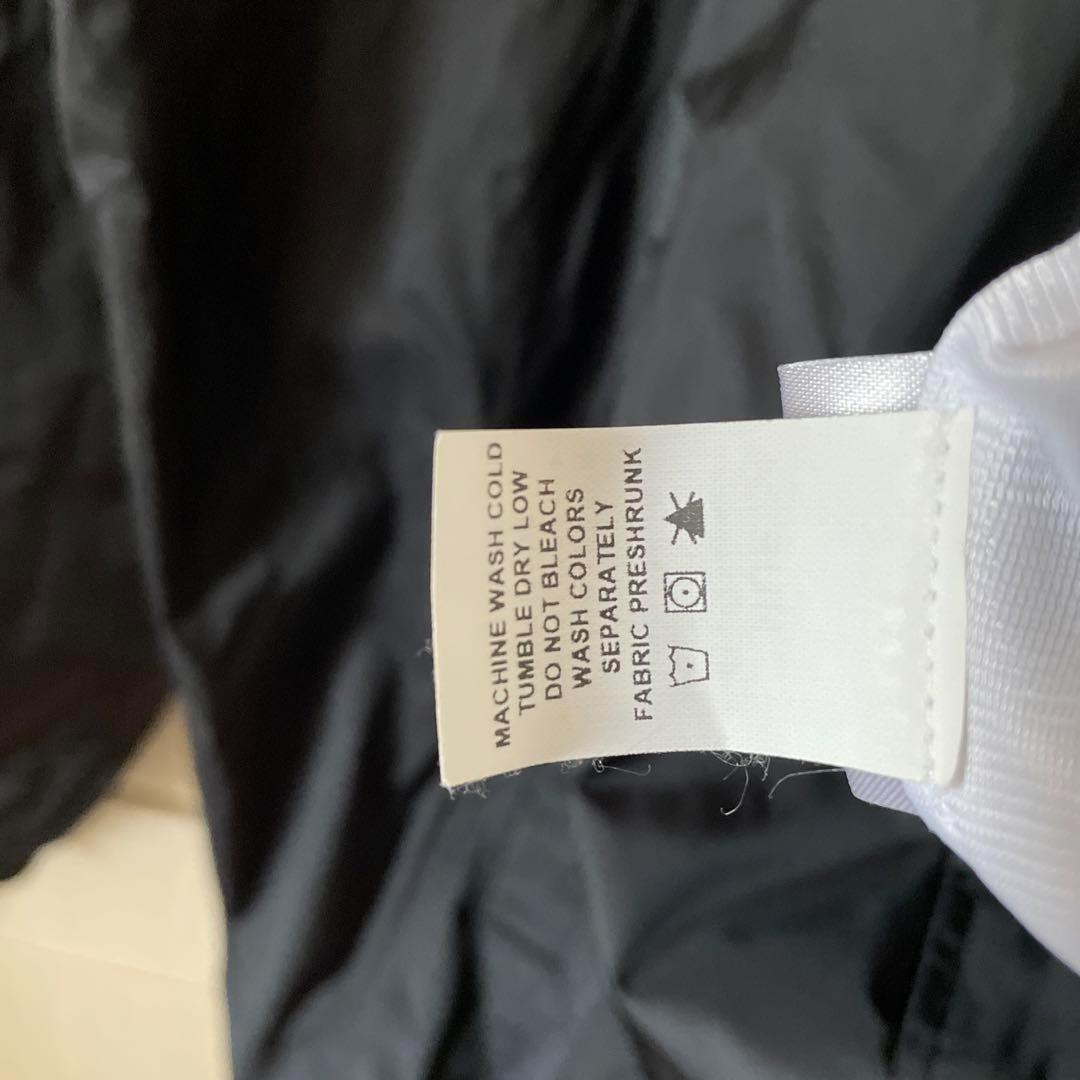 MACHINE WASH COLD
TUMBLE DRY LOW
DO NOT BLEACH
WASH COLORS
SEPARATELY
FABRIC PRESHRUNK